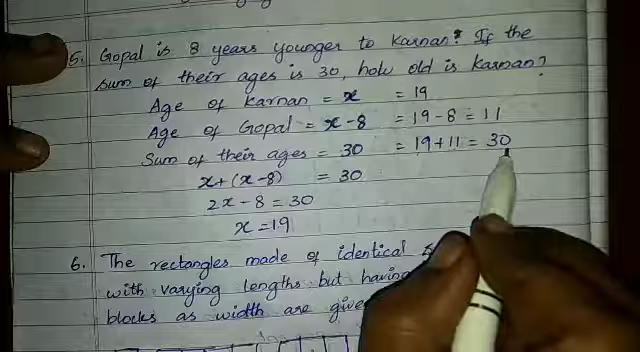 5. Gopal is 8 years younger to Karnan? If the
sum of their ages is 30, how old is Karnan?
Age of Karnan = x = 19
Age of Gopal = x - 8 = 19 - 8 = 11
Sum of their ages = 30 = 19 + 11 = 30
x + (x - 8) = 30
2x - 8 = 30
x = 19
6. The rectangles made of identical
with varying lengths but having
blocks as width are given